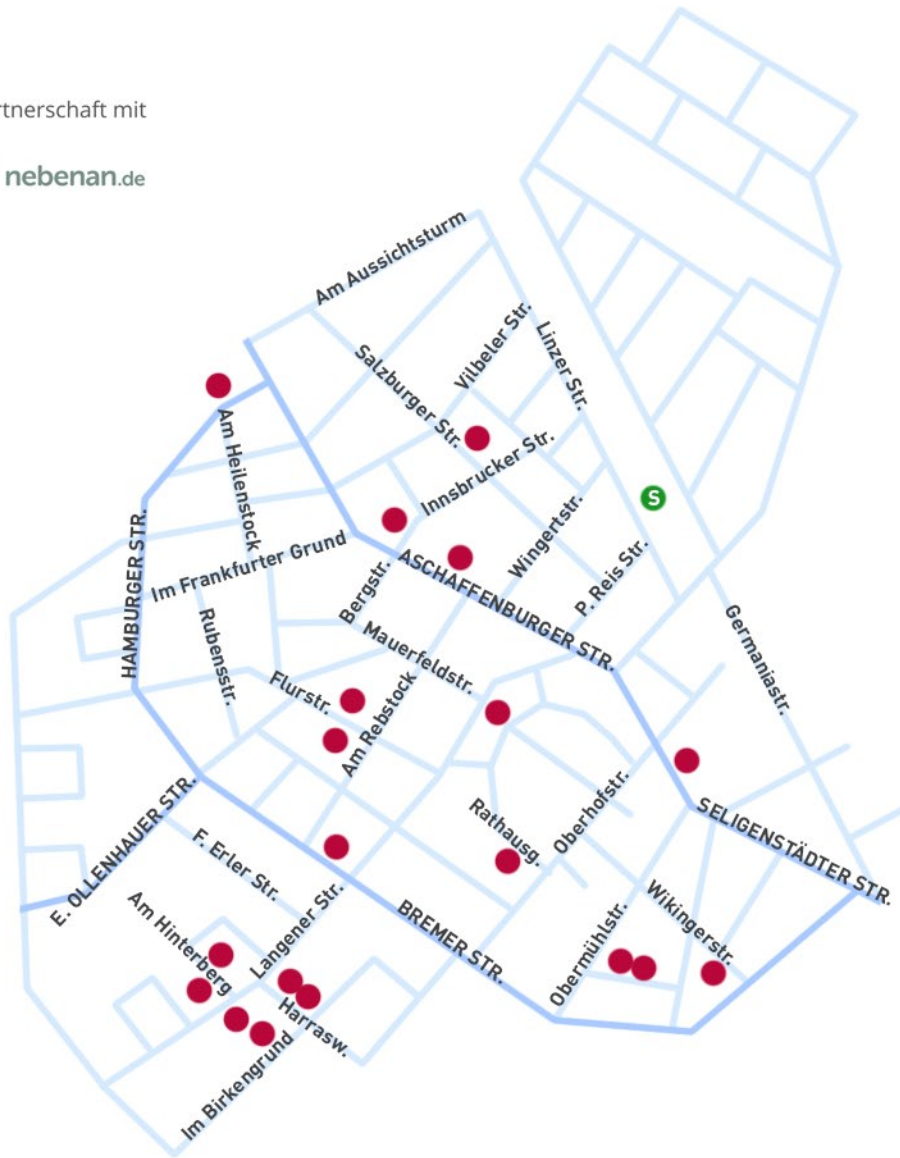 rtnerschaft mit
nebenan.de
Am Aussichtsturm
Vilbeler Str.
Linzer Str.
Salzburger Str.
Am Heilenstock
Innsbrucker Str.
S
HAMBURGER STR.
Im Frankfurter Grund
Wingertstr.
ASCHAFFENBURGER STR.
P. Reis Str.
Bergstr.
Rubensstr.
Mauerfeldstr.
Germaniastr.
Flurstr.
Am Rebstock
E. OLLENHAUER STR.
Rathausg.
Oberhofstr.
SELIGENSTÄDTER STR.
F. Erler Str.
Langener Str.
BREMER STR.
Wikingerstr.
Obermühlstr.
Am Hinterberg
Harrasw.
Im Birkengrund